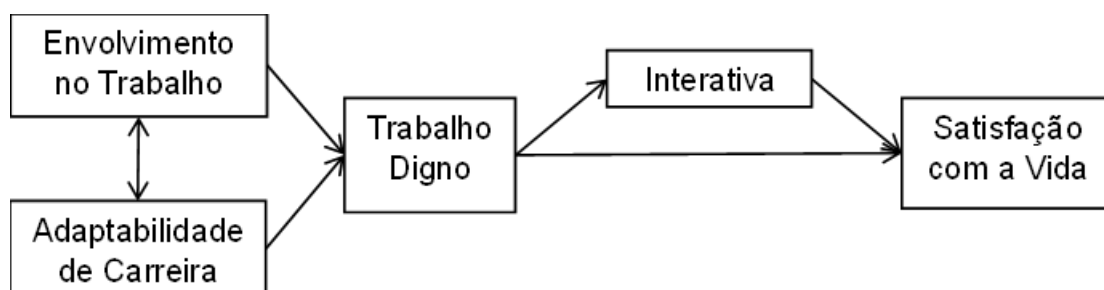 Envolvimento
no Trabalho
Adaptabilidade
de Carreira
Trabalho
Digno
Interativa
Satisfação
com a Vida